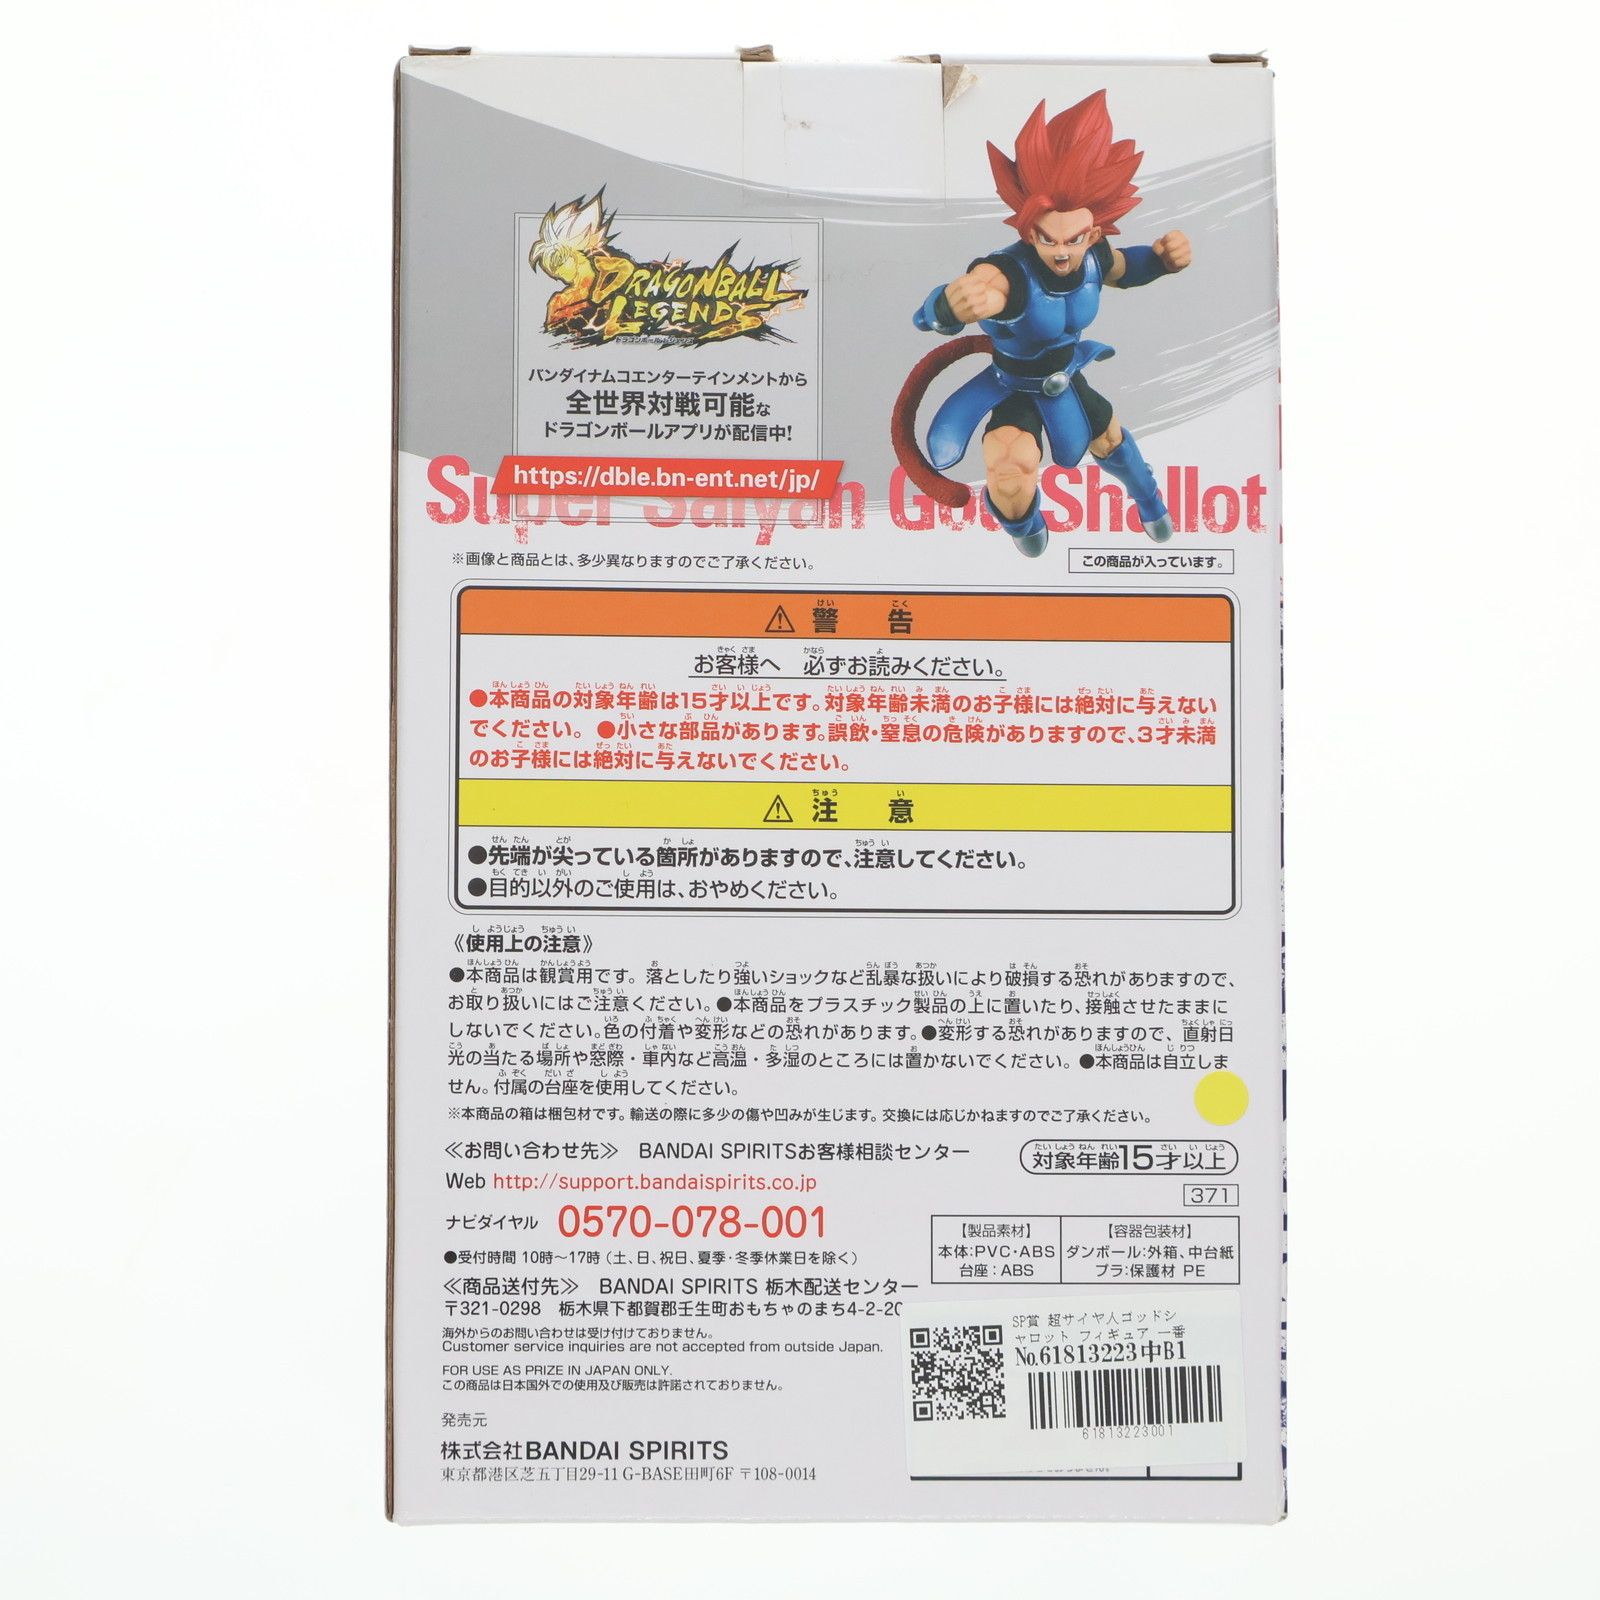 DRAGONBALL
LEGENDS
ドラゴンボール レジェンズ
バンダイナムコエンターテインメントから
全世界対戦可能な
ドラゴンボールアプリが配信中!
https://dble.bn-ent.net/jp/
Super Saiyan God Shallot
※画像と商品とは、多少異なりますのでご了承ください。
この商品が入っています。
⚠ 警告
お客様へ 必ずお読みください。
●本商品の対象年齢は15才以上です。対象年齢未満のお子様には絶対に与えない
でください。 ●小さな部品があります。誤飲・窒息の危険がありますので、3才未満
のお子様には絶対に与えないでください。
⚠ 注意
●先端が尖っている箇所がありますので、注意してください。
●目的以外のご使用は、おやめください。
《使用上の注意》
●本商品は観賞用です。落としたり強いショックなど乱暴な扱いにより破損する恐れがありますので、
お取り扱いにはご注意ください。●本商品をプラスチック製品の上に置いたり、接触させたままに
しないでください。色の付着や変形などの恐れがあります。●変形する恐れがありますので、直射日
光の当たる場所や窓際・車内など高温・多湿のところには置かないでください。 ●本商品は自立しま
せん。付属の台座を使用してください。
※本商品の箱は梱包材です。輸送の際に多少の傷や凹みが生じます。交換には応じかねますのでご了承ください。
≪お問い合わせ先≫ BANDAI SPIRITSお客様相談センター
対象年齢15才以上
Web http://support.bandaispirits.co.jp
371
ナビダイヤル 0570-078-001
●受付時間 10時〜17時 (土、日、祝日、夏季・冬季休業日を除く)
【製品素材】
本体:PVC・ABS
台座:ABS
【容器包装材】
ダンボール:外箱、中台紙
プラ:保護材 PE
≪商品送付先≫ BANDAI SPIRITS 栃木配送センター
〒321-0298 栃木県下都賀郡壬生町おもちゃのまち4-2-20
海外からのお問い合わせは受け付けておりません。
Customer service inquiries are not accepted from outside Japan.
FOR USE AS PRIZE IN JAPAN ONLY.
この商品は日本国外での使用及び販売は許諾されておりません。
発売元
株式会社BANDAI SPIRITS
東京都港区芝五丁目29-11 G-BASE田町6F 〒108-0014
SP賞 超サイヤ人ゴッドシ
ャロット フィギュア 一番
No.61813223中B1
61813223001